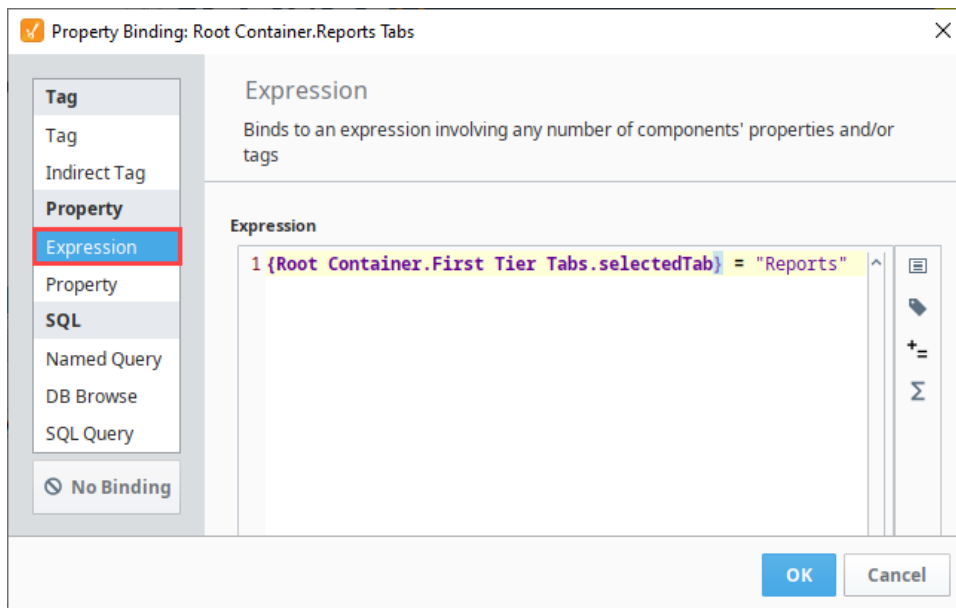 Property Binding: Root Container.Reports Tabs
Tag
Tag
Indirect Tag
Property
Expression
Property
SQL
Named Query
DB Browse
SQL Query
No Binding
Expression
Binds to an expression involving any number of components' properties and/or
tags
Expression
1 {Root Container.First Tier Tabs.selectedTab} = "Reports"
OK
Cancel